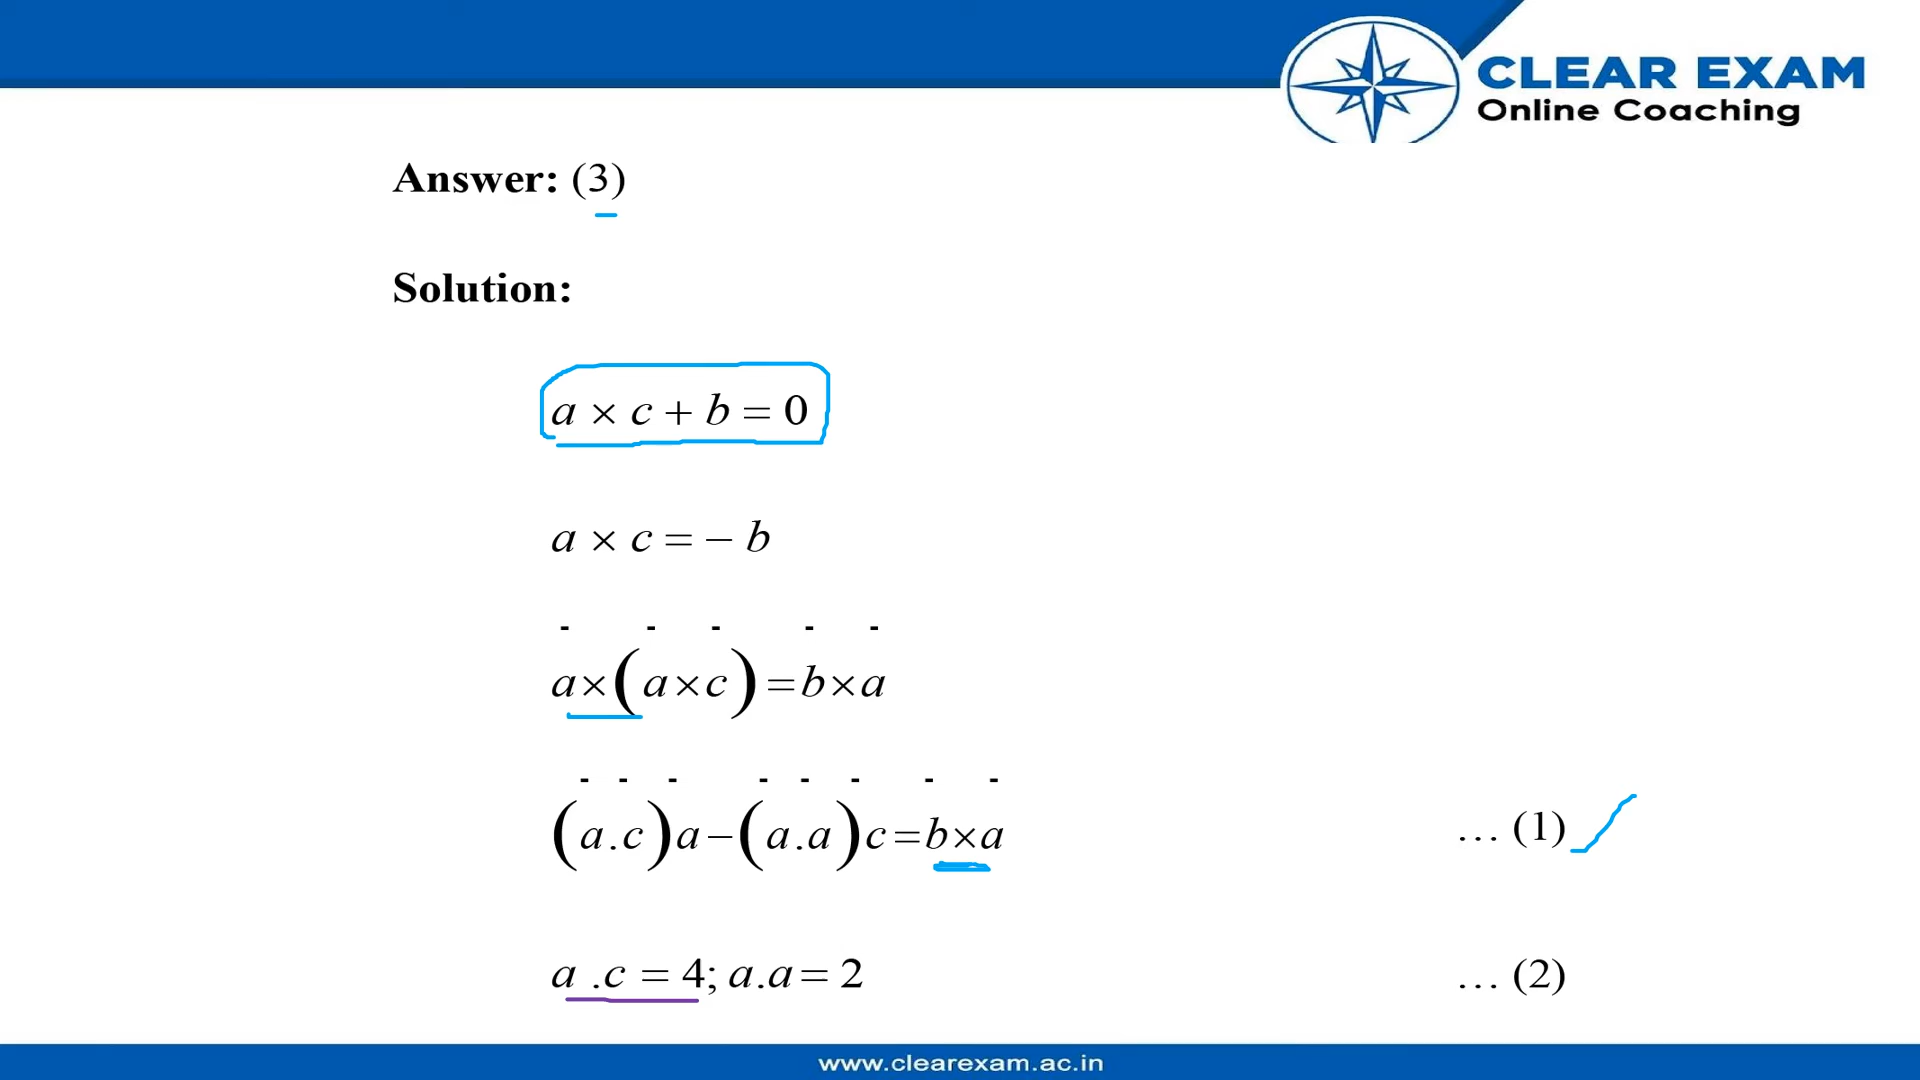 CLEAR EXAM
Online Coaching
Answer: (3)
Solution:
a × c + b = 0
a × c = − b
a×(a×c)=b×a
(a.c)a−(a.a)c=b×a … (1)
a .c = 4; a.a= 2 … (2)
www.clearexam.ac.in